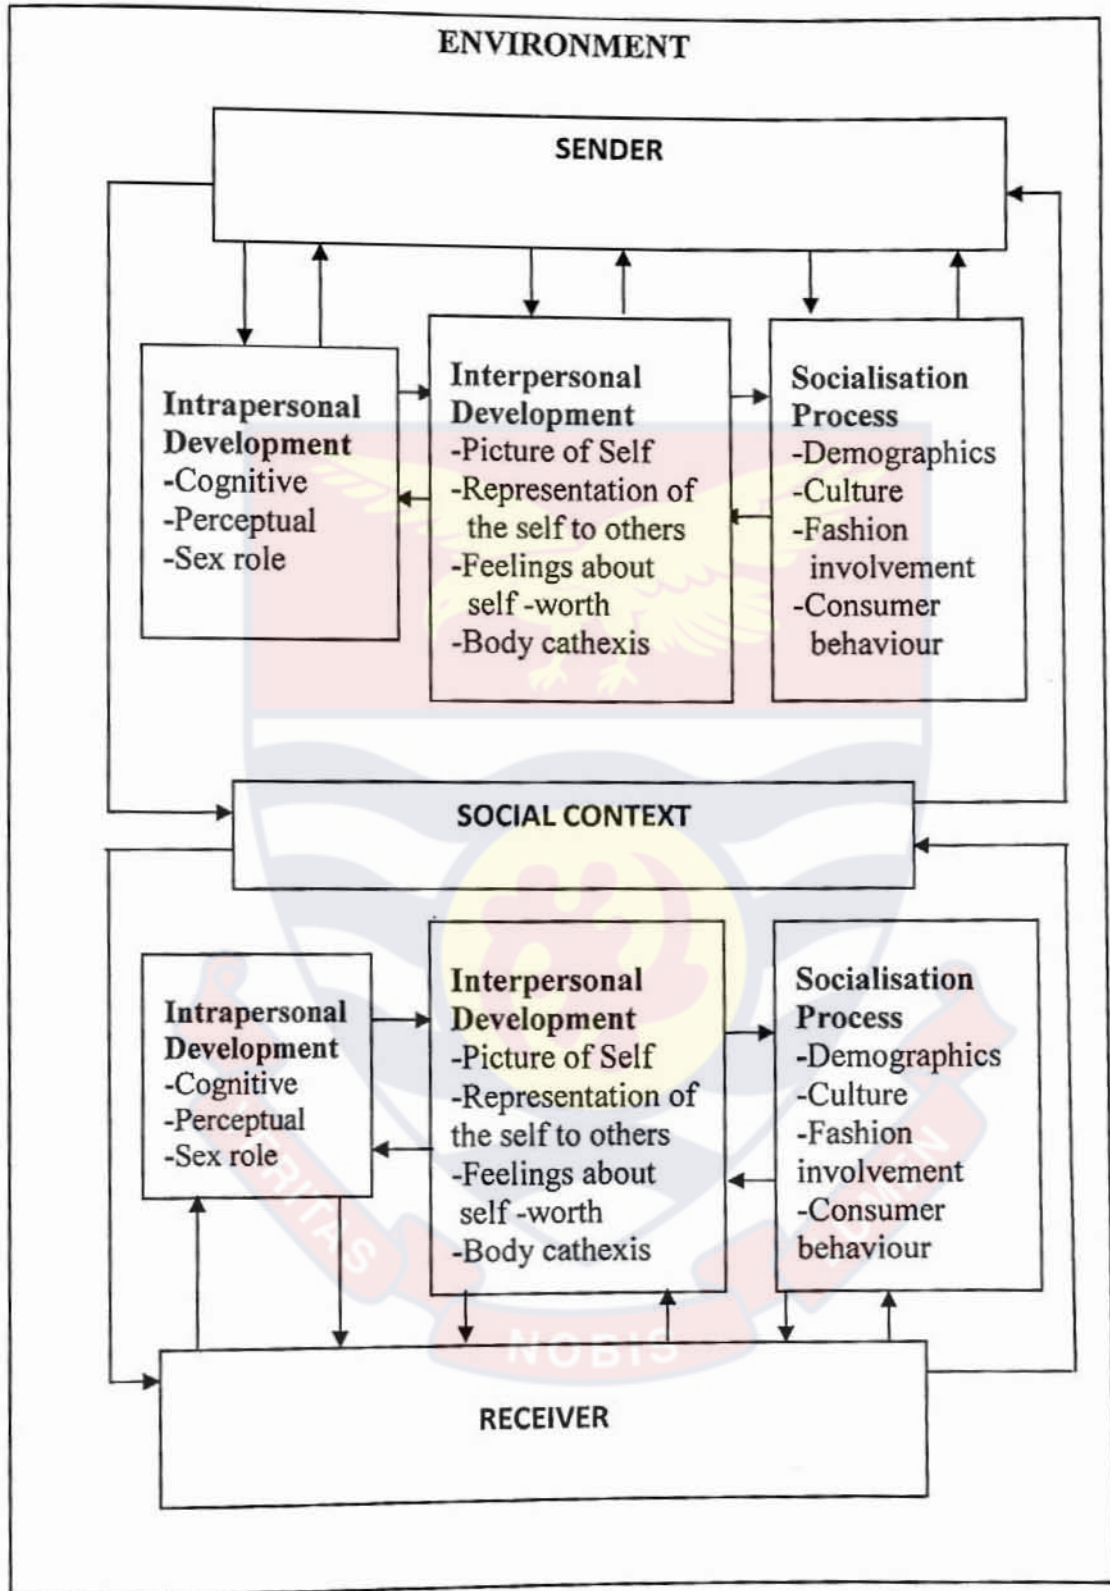 ENVIRONMENT
SENDER
Intrapersonal
Development
-Cognitive
-Perceptual
-Sex role
Interpersonal
Development
-Picture of Self
-Representation of
the self to others
-Feelings about
self -worth
-Body cathexis
Socialisation
Process
-Demographics
-Culture
-Fashion
involvement
-Consumer
behaviour
SOCIAL CONTEXT
Intrapersonal
Development
-Cognitive
-Perceptual
-Sex role
Interpersonal
Development
-Picture of Self
-Representation of
the self to others
-Feelings about
self -worth
-Body cathexis
Socialisation
Process
-Demographics
-Culture
-Fashion
involvement
-Consumer
behaviour
RECEIVER
VERITAS
NOBIS
LUMEN